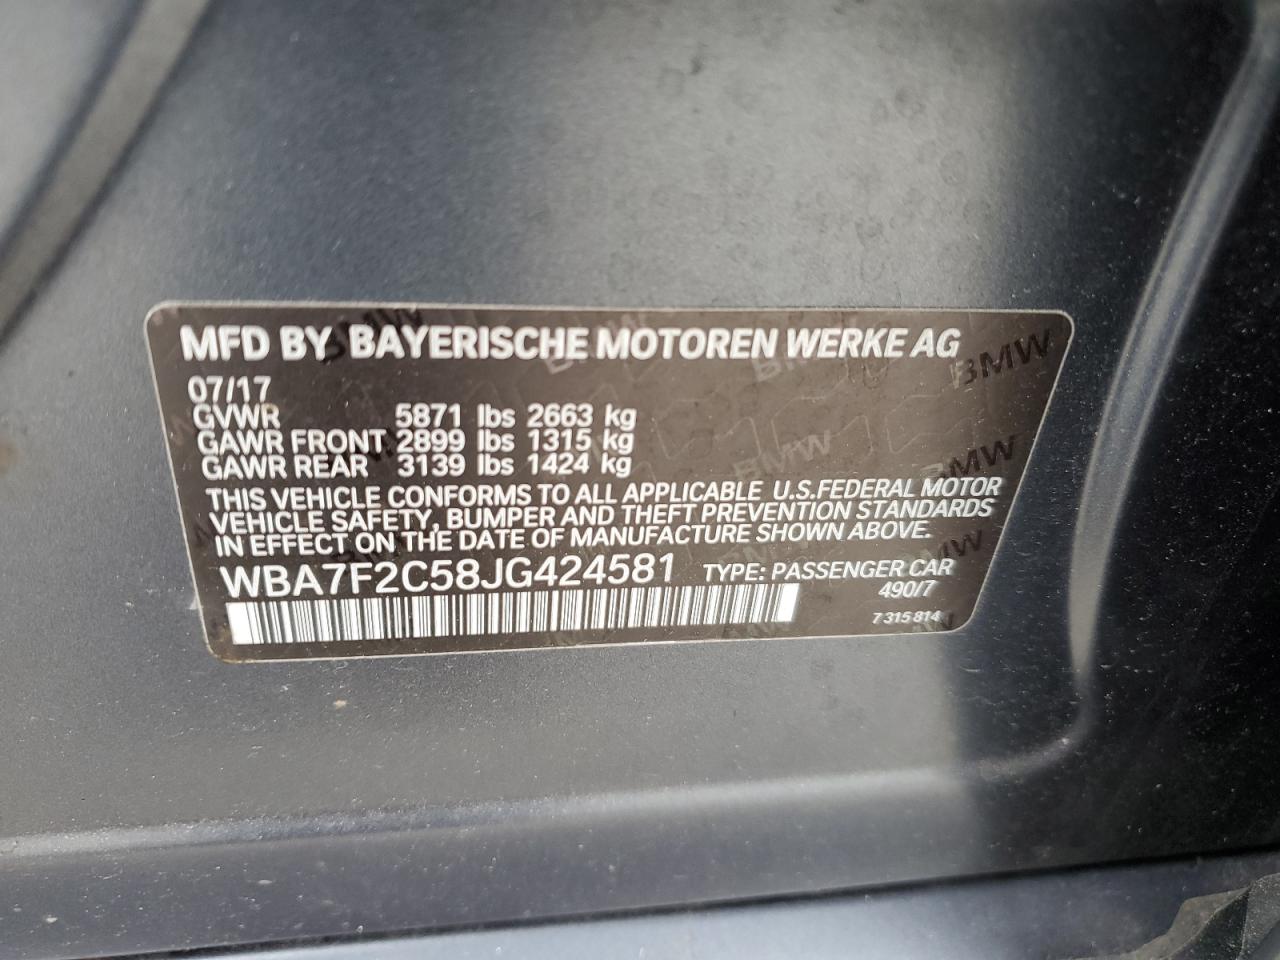 MFD BY BAYERISCHE MOTOREN WERKE AG
07/17
GVWR 5871 lbs 2663 kg
GAWR FRONT 2899 lbs 1315 kg
GAWR REAR 3139 lbs 1424 kg
THIS VEHICLE CONFORMS TO ALL APPLICABLE U.S.FEDERAL MOTOR
VEHICLE SAFETY, BUMPER AND THEFT PREVENTION STANDARDS
IN EFFECT ON THE DATE OF MANUFACTURE SHOWN ABOVE.
WBA7F2C58JG424581 TYPE: PASSENGER CAR
490/7
7 315 814